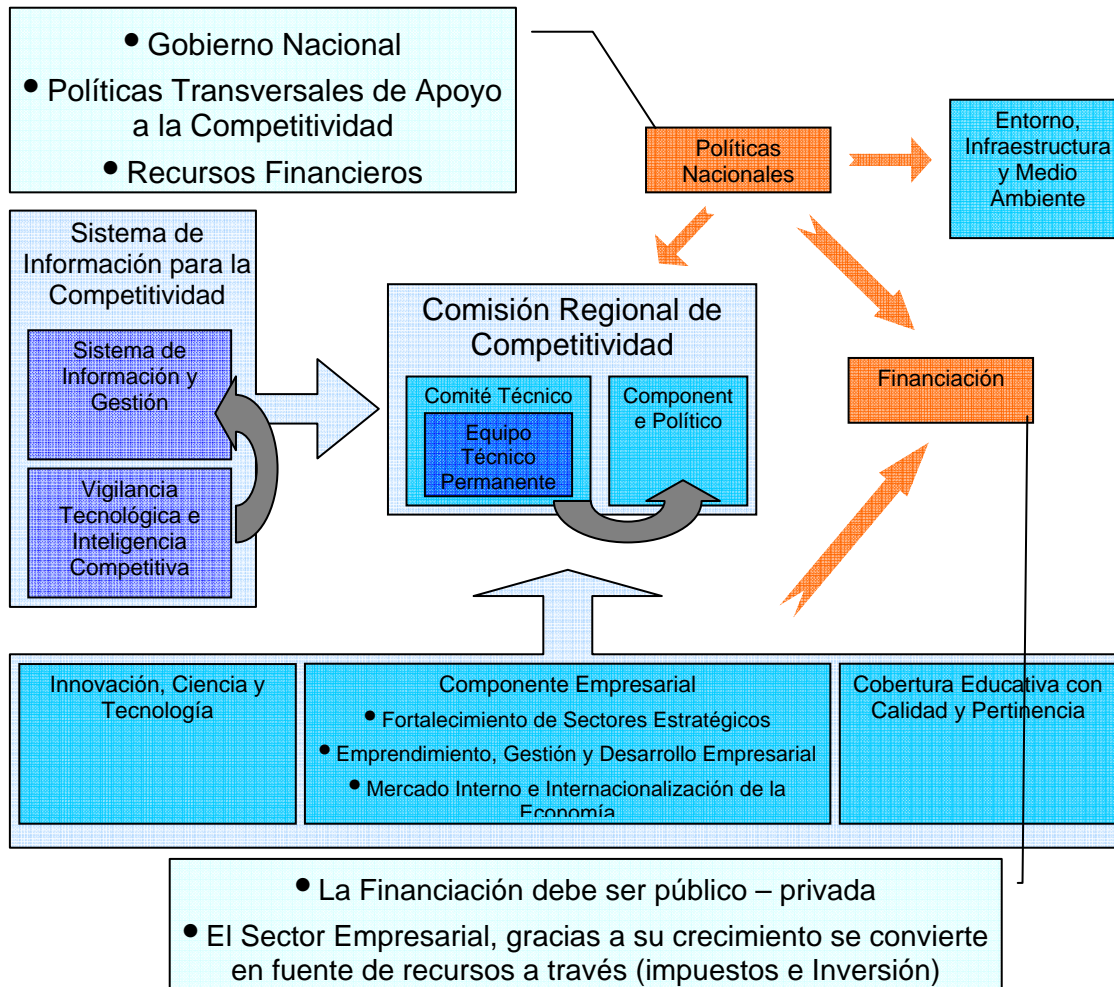 • Gobierno Nacional
• Políticas Transversales de Apoyo
a la Competitividad
• Recursos Financieros
Políticas
Nacionales
Entorno,
Infraestructura
y Medio
Ambiente
Sistema de
Información para la
Competitividad
Sistema de
Información y
Gestión
Vigilancia
Tecnológica e
Inteligencia
Competitiva
Comisión Regional de
Competitividad
Comité Técnico
Equipo
Técnico
Permanente
Component
e Político
Financiación
Innovación, Ciencia y
Tecnología
Componente Empresarial
• Fortalecimiento de Sectores Estratégicos
• Emprendimiento, Gestión y Desarrollo Empresarial
• Mercado Interno e Internacionalización de la
Economía
Cobertura Educativa con
Calidad y Pertinencia
• La Financiación debe ser público – privada
• El Sector Empresarial, gracias a su crecimiento se convierte
en fuente de recursos a través (impuestos e Inversión)